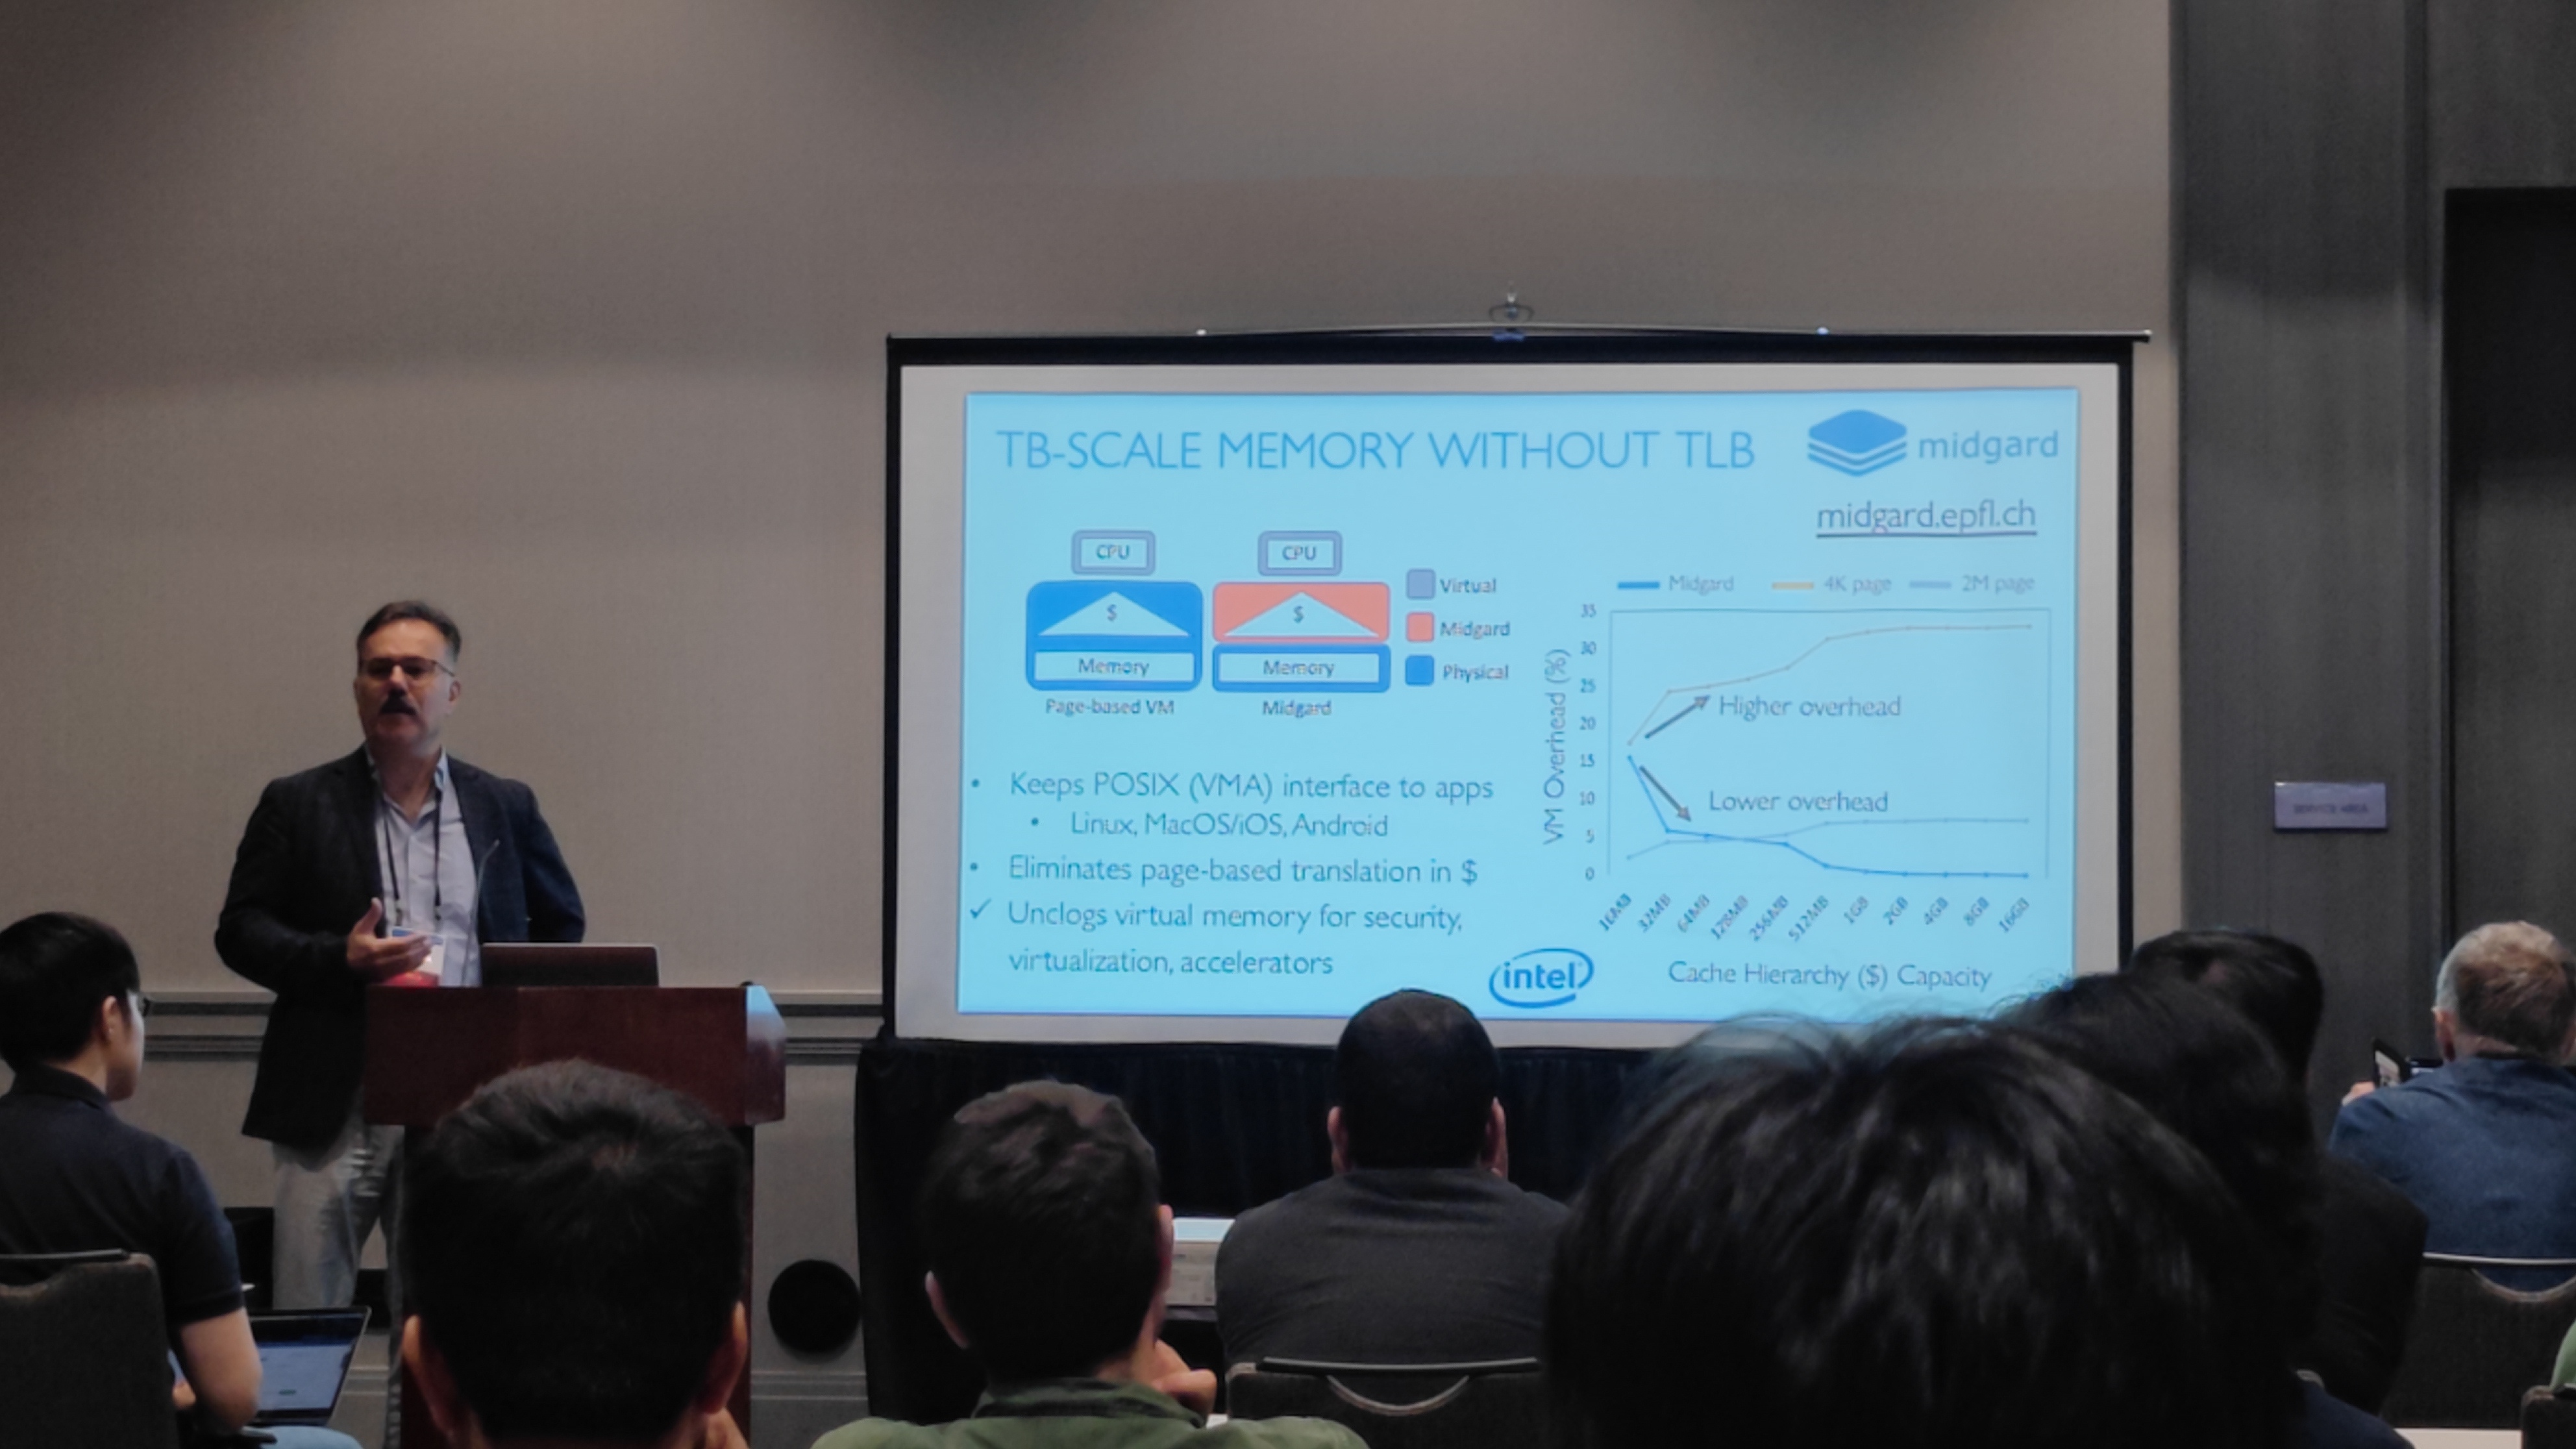 TB-SCALE MEMORY WITHOUT TLB
midgard
midgard.epfl.ch
CPU
CPU
$
$
Memory
Memory
Page-based VM
Midgard
Virtual
Midgard
Physical
Keeps POSIX (VMA) interface to apps
Linux, MacOS/iOS, Android
Eliminates page-based translation in $
Unclogs virtual memory for security,
virtualization, accelerators
intel
Midgard 4K page 2M page
VM Overhead (%)
35
30
25
20
15
10
5
0
Higher overhead
Lower overhead
16MB 32MB 64MB 128MB 256MB 512MB 1GB 2GB 4GB 8GB 16GB
Cache Hierarchy ($) Capacity
SERVICE AREA